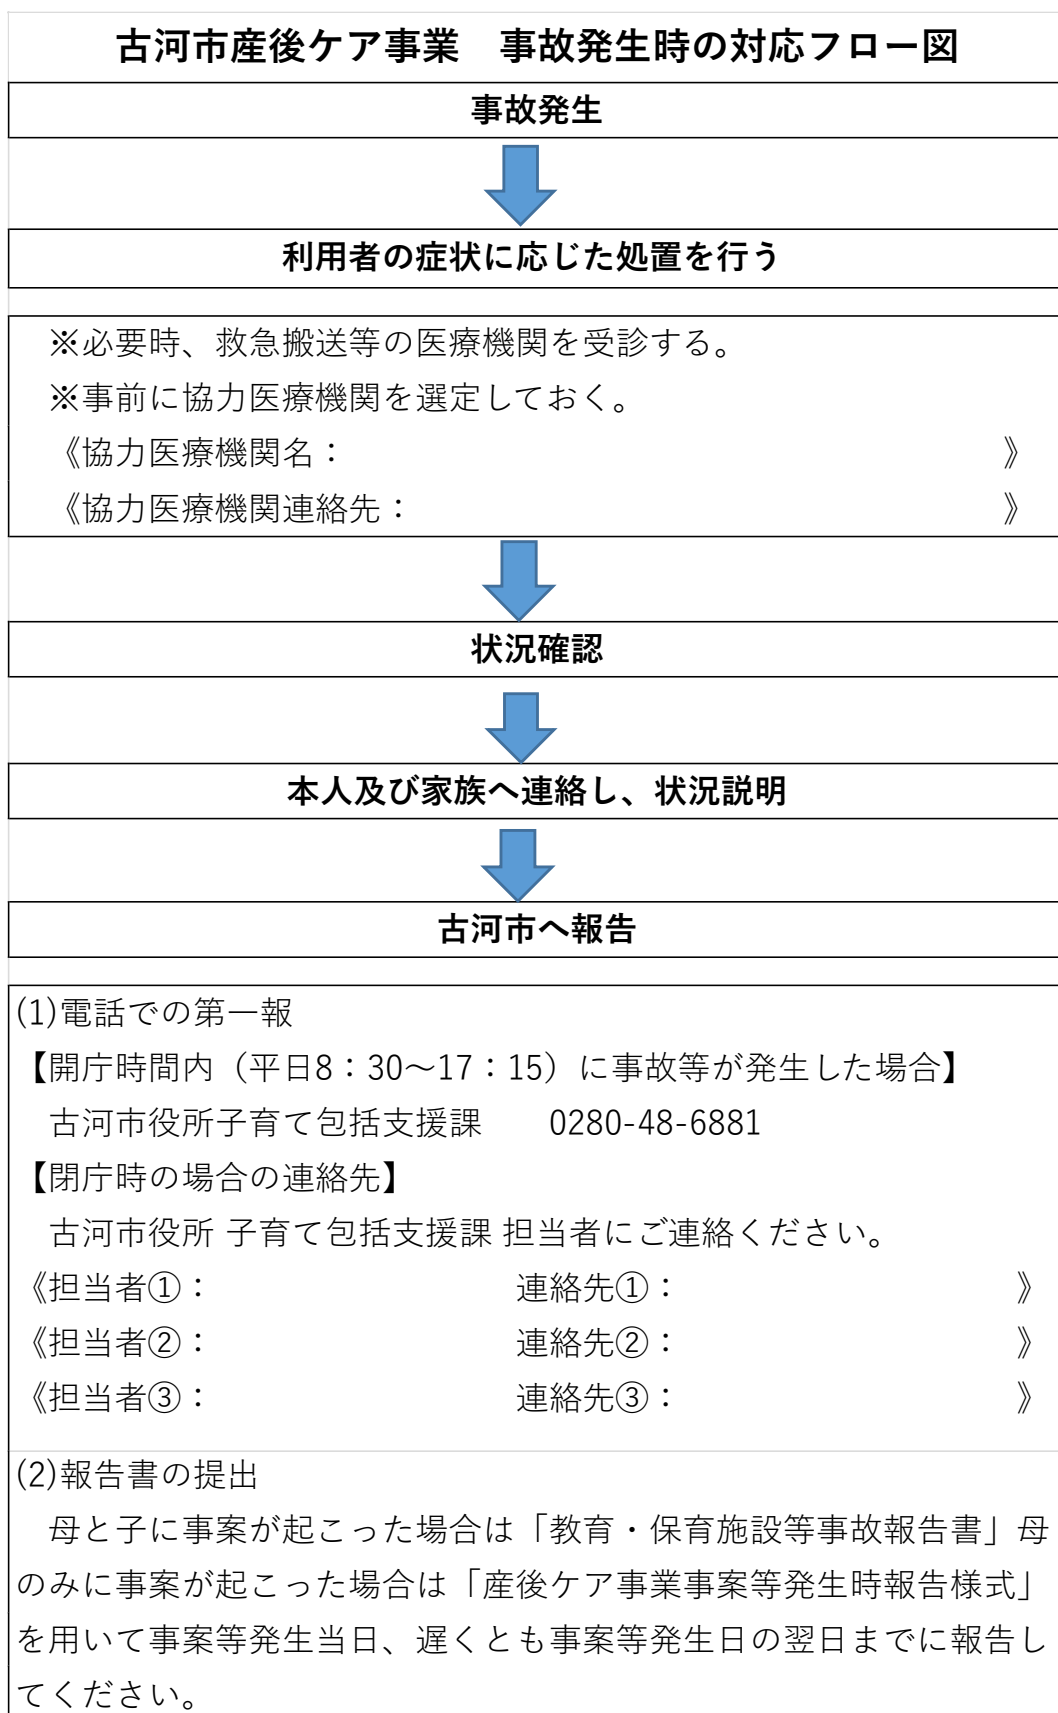 古河市産後ケア事業　事故発生時の対応フロー図
事故発生
利用者の症状に応じた処置を行う
※必要時、救急搬送等の医療機関を受診する。
※事前に協力医療機関を選定しておく。
《協力医療機関名：　　　　　　　　　　　　　　　　　　　　》
《協力医療機関連絡先：　　　　　　　　　　　　　　　　　　》
状況確認
本人及び家族へ連絡し、状況説明
古河市へ報告
(1)電話での第一報
【開庁時間内（平日8：30～17：15）に事故等が発生した場合】
古河市役所子育て包括支援課　　0280-48-6881
【閉庁時の場合の連絡先】
古河市役所 子育て包括支援課 担当者にご連絡ください。
《担当者①：　　　　　　　　　連絡先①：　　　　　　　　　　》
《担当者②：　　　　　　　　　連絡先②：　　　　　　　　　　》
《担当者③：　　　　　　　　　連絡先③：　　　　　　　　　　》
(2)報告書の提出
母と子に事案が起こった場合は「教育・保育施設等事故報告書」母
のみに事案が起こった場合は「産後ケア事業事案等発生時報告様式」
を用いて事案等発生当日、遅くとも事案等発生日の翌日までに報告し
てください。